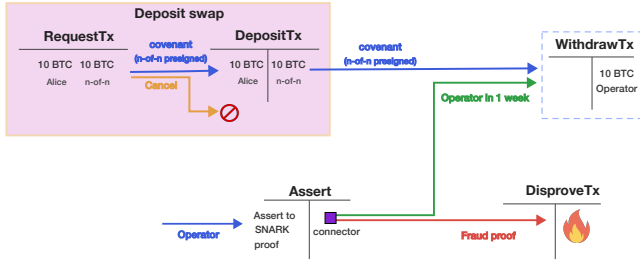 Deposit swap
RequestTx
10 BTC 10 BTC
Alice n-of-n
covenant
(n-of-n presigned)
Cancel
DepositTx
10 BTC 10 BTC
Alice n-of-n
covenant
(n-of-n presigned)
WithdrawTx
10 BTC
Operator
Operator in 1 week
Operator
Assert
Assert to
SNARK
proof
connector
Fraud proof
DisproveTx